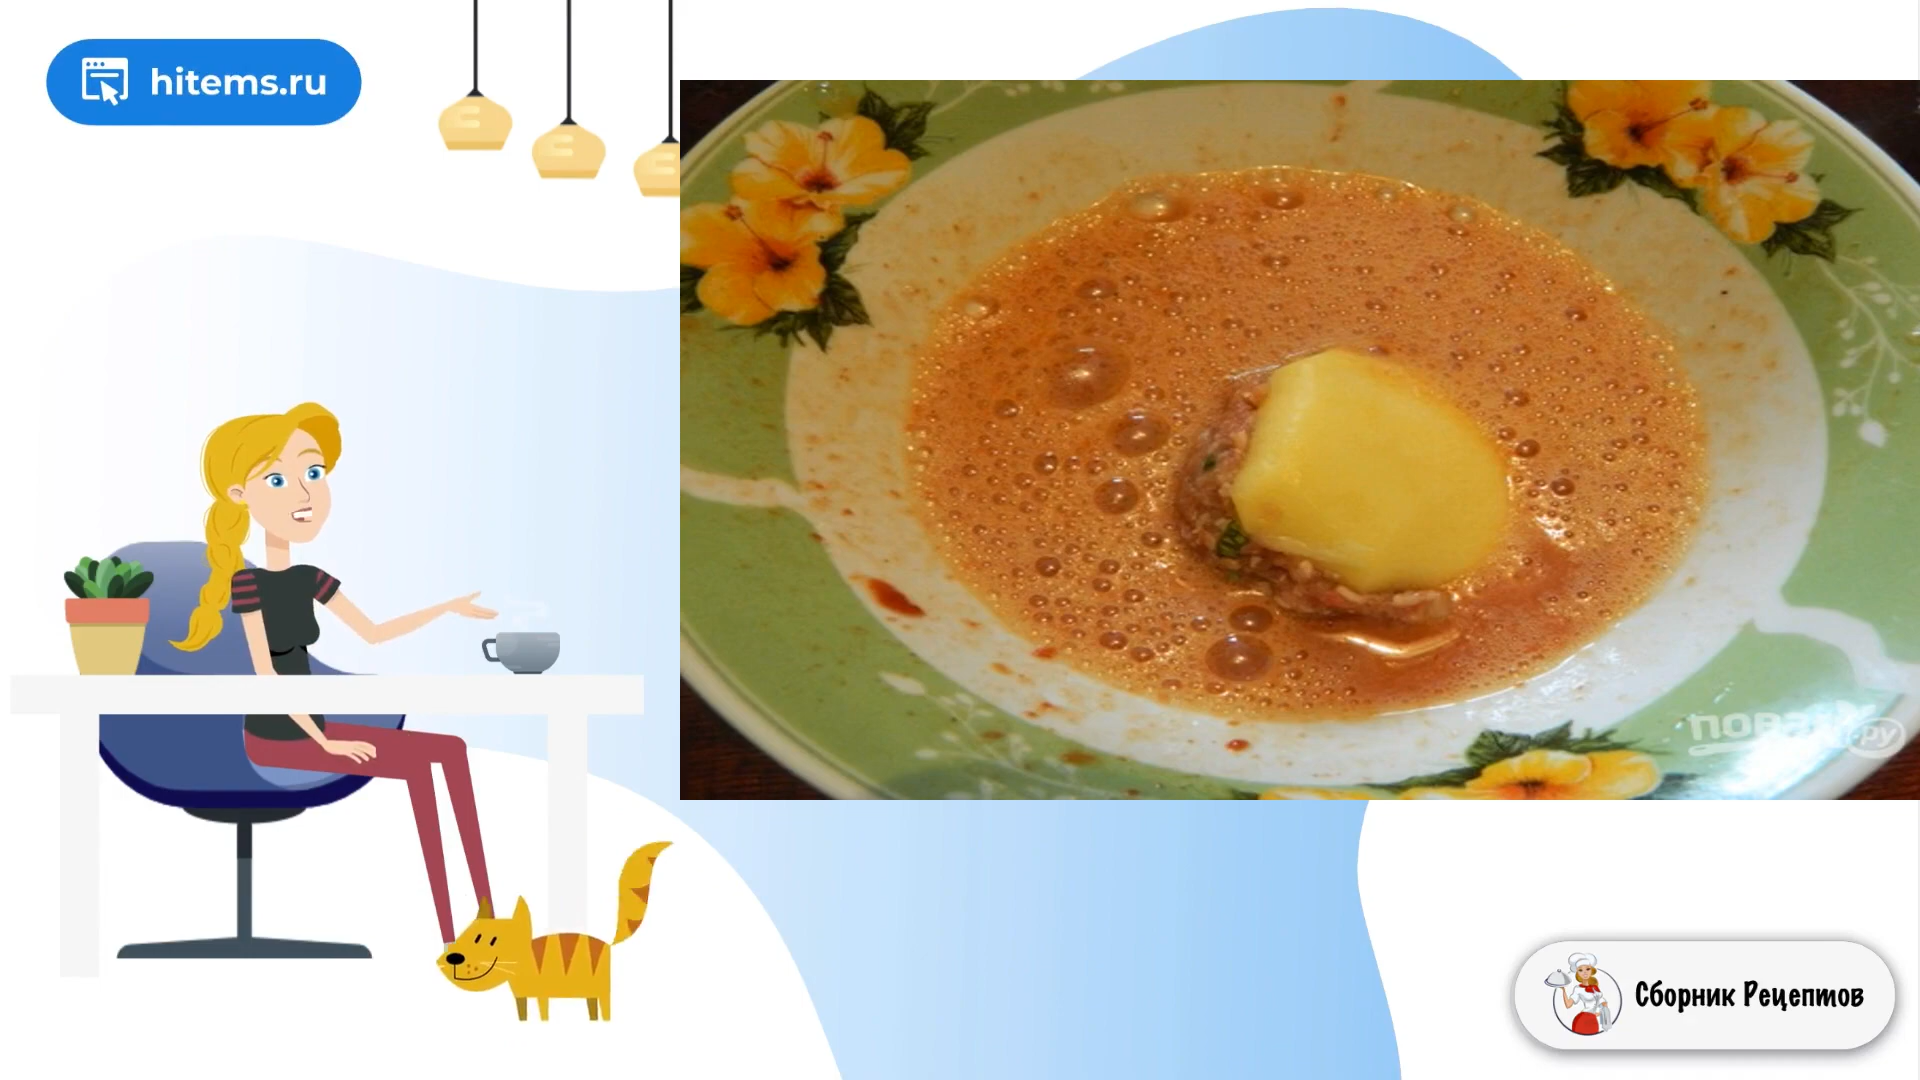 hitems.ru
Сборник Рецептов